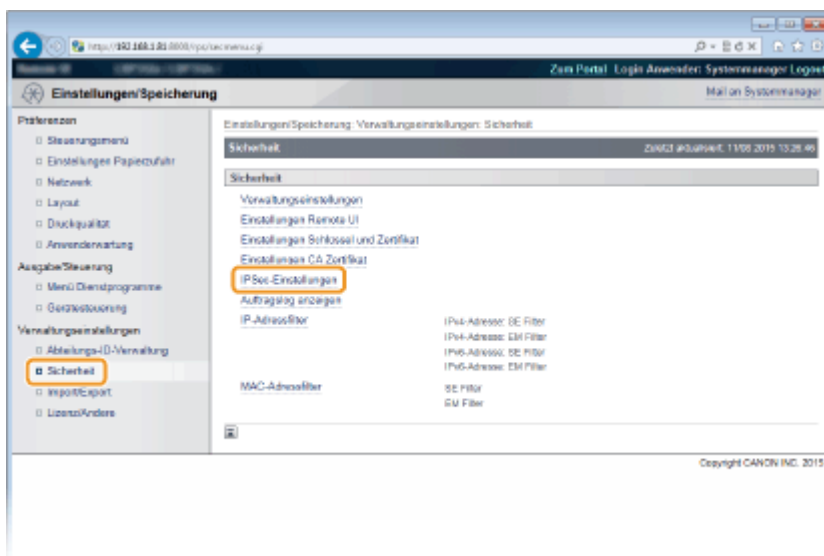 http://192.168.1.81:8000/rps/secmenu.cgi
Zum Portal Login Anwender: Systemmanager Logout
Einstellungen/Speicherung
Mail an Systemmanager
Präferenzen
Steuerungsmenü
Einstellungen Papierzufuhr
Netzwerk
Layout
Druckqualität
Anwenderwartung
Ausgabe/Steuerung
Menü Dienstprogramme
Gerätesteuerung
Verwaltungseinstellungen
Abteilungs-ID-Verwaltung
Sicherheit
Import/Export
Lizenz/Andere
Einstellungen/Speicherung: Verwaltungseinstellungen: Sicherheit
Sicherheit
Zuletzt aktualisiert: 11/06 2015 13:26:46
Sicherheit
Verwaltungseinstellungen
Einstellungen Remote UI
Einstellungen Schlüssel und Zertifikat
Einstellungen CA Zertifikat
IPSec-Einstellungen
Auftragslog anzeigen
IP-Adressfilter
IPv4-Adresse: SE Filter
IPv4-Adresse: EM Filter
IPv6-Adresse: SE Filter
IPv6-Adresse: EM Filter
MAC-Adressfilter
SE Filter
EM Filter
Copyright CANON INC. 2015